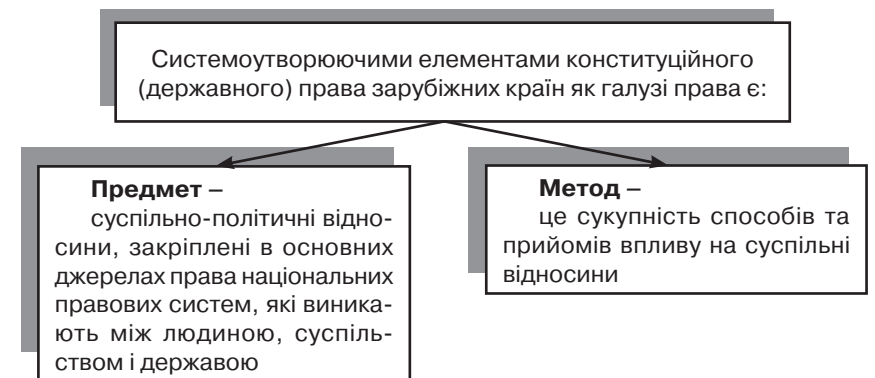 Системоутворюючими елементами конституційного
(державного) права зарубіжних країн як галузі права є:
Предмет –
суспільно-політичні відно-
сини, закріплені в основних
джерелах права національних
правових систем, які виника-
ють між людиною, суспіль-
ством і державою
Метод –
це сукупність способів та
прийомів впливу на суспільні
відносини